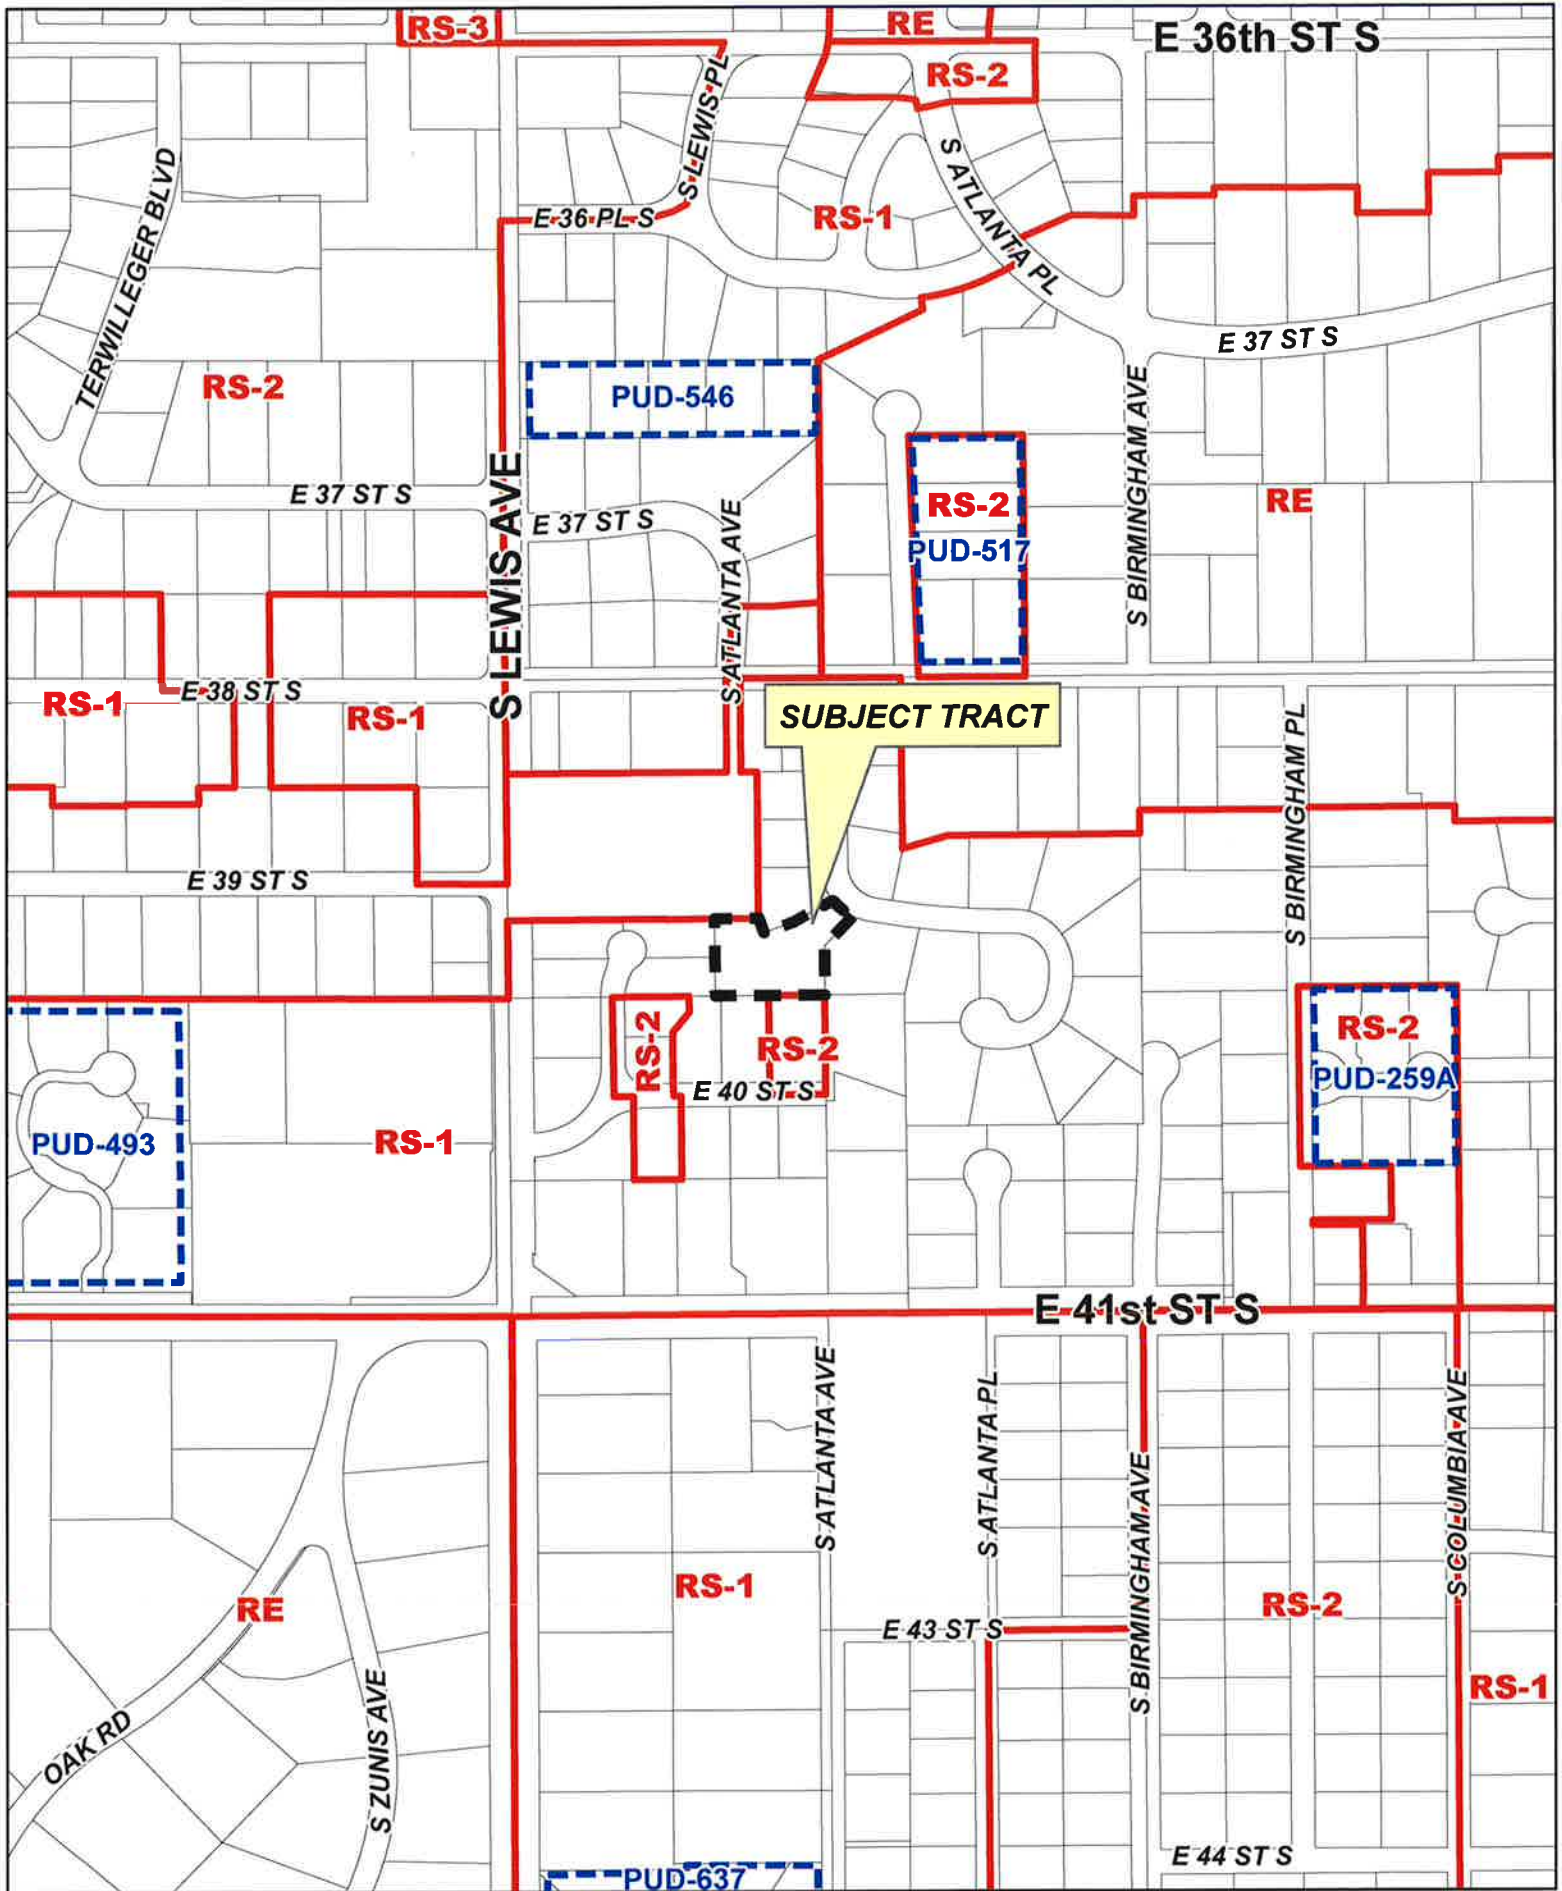 RS-3
RE
E 36th ST S
RS-2
S LEWIS PL
TERWILLEGER BLVD
S ATLANTA PL
E 36 PL S
RS-1
E 37 ST S
RS-2
PUD-546
S BIRMINGHAM AVE
E 37 ST S
S LEWIS AVE
E 37 ST S
S ATLANTA AVE
RS-2
PUD-517
RE
RS-1
E 38 ST S
RS-1
SUBJECT TRACT
S BIRMINGHAM PL
E 39 ST S
RS-2
RS-2
E 40 ST S
RS-2
PUD-259A
PUD-493
RS-1
E 41st ST S
S ATLANTA AVE
S ATLANTA PL
S BIRMINGHAM AVE
S COLUMBIA AVE
RS-1
RE
RS-2
E 43 ST S
RS-1
OAK RD
S ZUNIS AVE
E 44 ST S
PUD-637